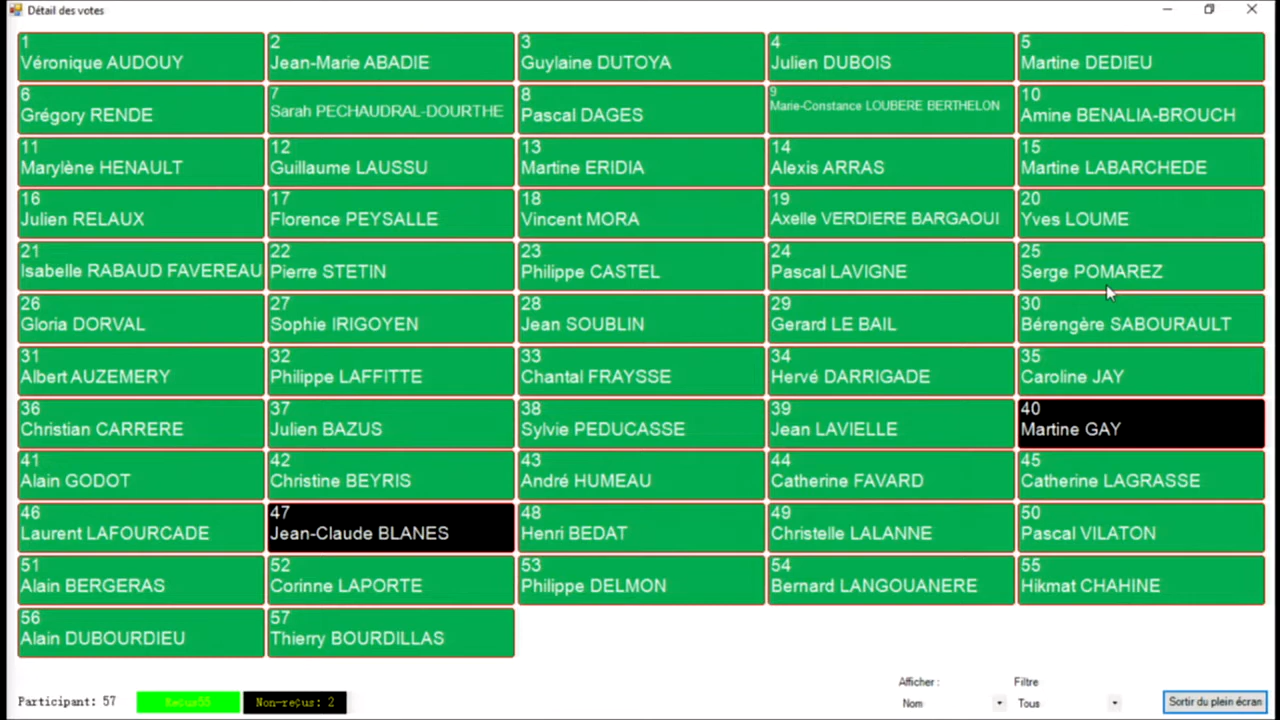 Détail des votes
1
Véronique AUDOUY
2
Jean-Marie ABADIE
3
Guylaine DUTOYA
4
Julien DUBOIS
5
Martine DEDIEU
6
Grégory RENDE
7
Sarah PECHAUDRAL-DOURTHE
8
Pascal DAGES
9
Marie-Constance LOUBERE BERTHELON
10
Amine BENALIA-BROUCH
11
Marylène HENAULT
12
Guillaume LAUSSU
13
Martine ERIDIA
14
Alexis ARRAS
15
Martine LABARCHEDE
16
Julien RELAUX
17
Florence PEYSALLE
18
Vincent MORA
19
Axelle VERDIERE BARGAOUI
20
Yves LOUME
21
Isabelle RABAUD FAVEREAU
22
Pierre STETIN
23
Philippe CASTEL
24
Pascal LAVIGNE
25
Serge POMAREZ
26
Gloria DORVAL
27
Sophie IRIGOYEN
28
Jean SOUBLIN
29
Gerard LE BAIL
30
Bérengère SABOURAULT
31
Albert AUZEMERY
32
Philippe LAFFITTE
33
Chantal FRAYSSE
34
Hervé DARRIGADE
35
Caroline JAY
36
Christian CARRERE
37
Julien BAZUS
38
Sylvie PEDUCASSE
39
Jean LAVIELLE
40
Martine GAY
41
Alain GODOT
42
Christine BEYRIS
43
André HUMEAU
44
Catherine FAVARD
45
Catherine LAGRASSE
46
Laurent LAFOURCADE
47
Jean-Claude BLANES
48
Henri BEDAT
49
Christelle LALANNE
50
Pascal VILATON
51
Alain BERGERAS
52
Corinne LAPORTE
53
Philippe DELMON
54
Bernard LANGOUANERE
55
Hikmat CHAHINE
56
Alain DUBOURDIEU
57
Thierry BOURDILLAS
Participant: 57
Reçus55
Non-reçus: 2
Afficher :
Nom
Filtre
Tous
Sortir du plein écran